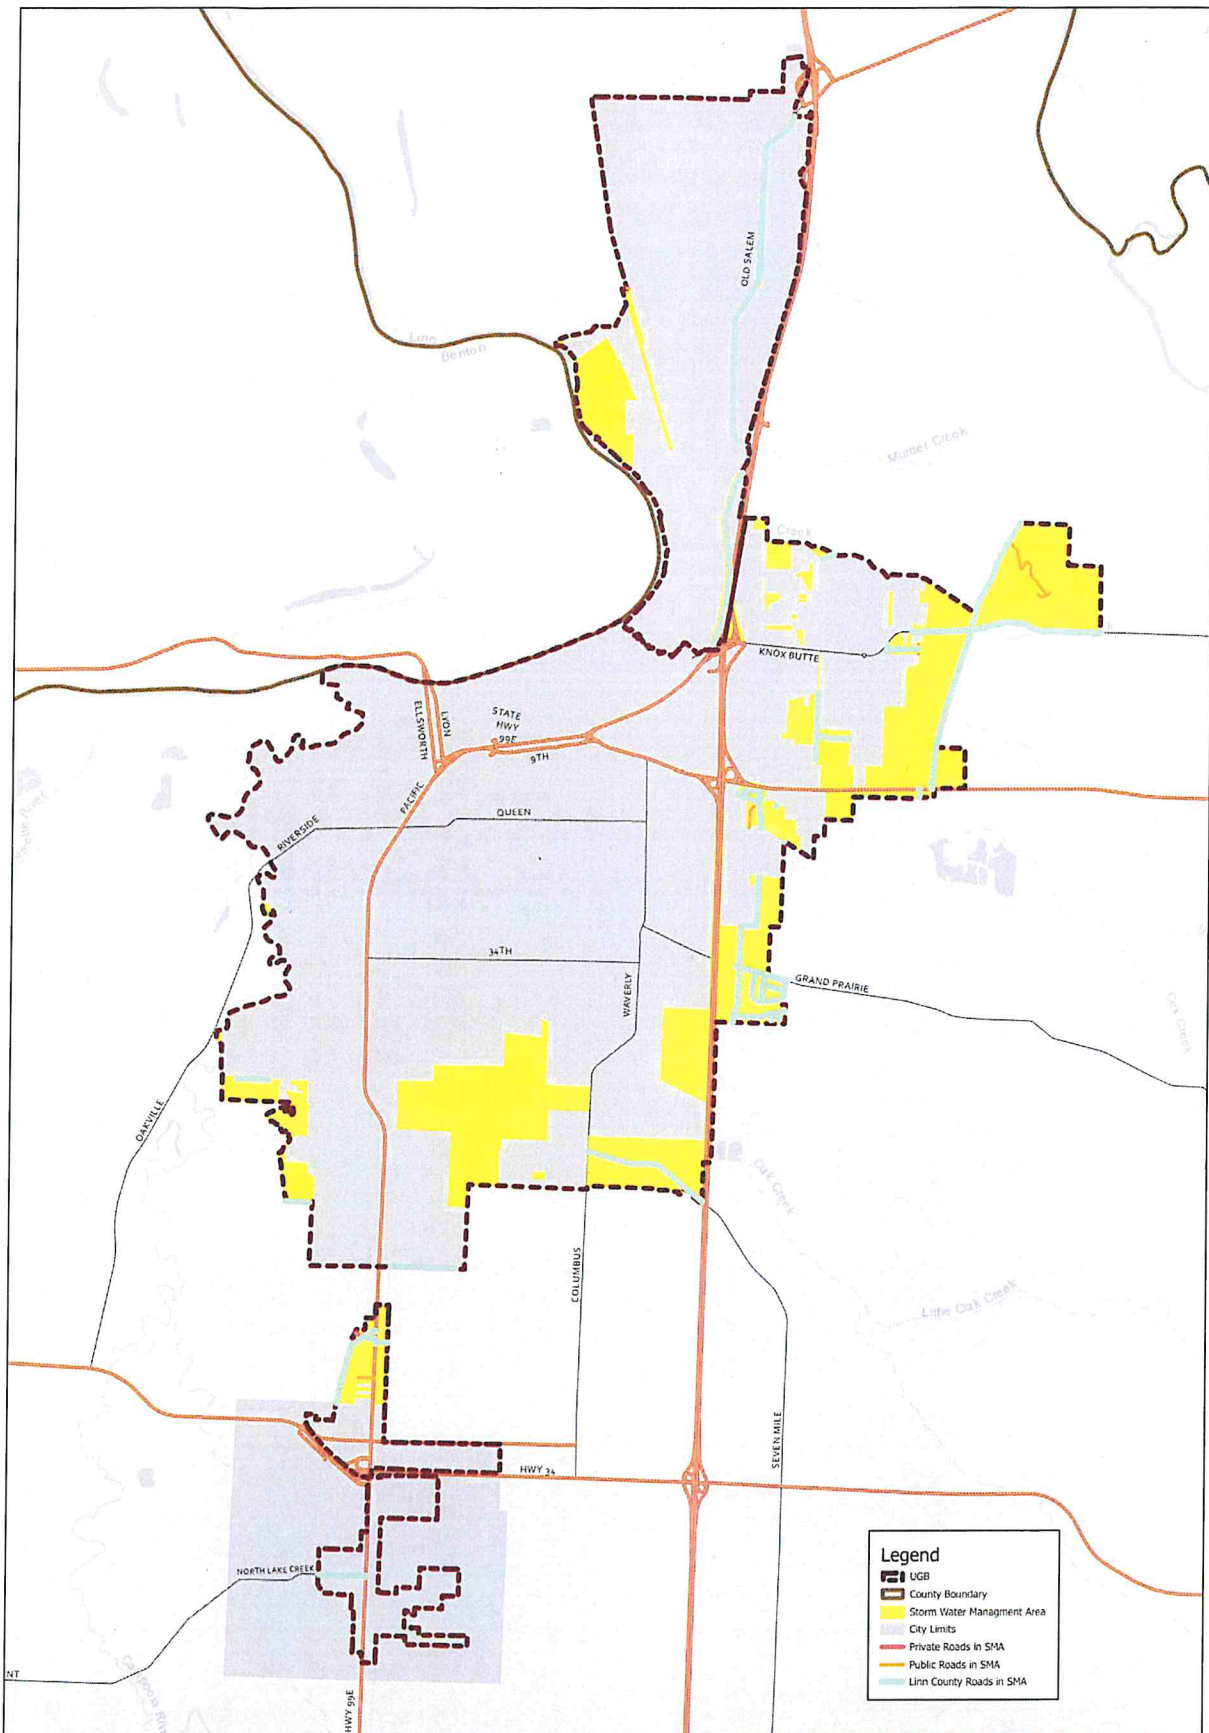 OLD SALEM
Linn
Benton
Murder Creek
Creek
KNOX BUTTE
ELLSWORTH
LYON
STATE
HWY
99E
9TH
PACIFIC
QUEEN
RIVERSIDE
34TH
WAVERLY
GRAND PRAIRIE
Oak Creek
OAKVILLE
Oak Creek
COLUMBUS
Little Oak Creek
SEVEN MILE
HWY 34
NORTH LAKE CREEK
NT
HWY 99E
Legend
UGB
County Boundary
Storm Water Managment Area
City Limits
Private Roads in SMA
Public Roads in SMA
Linn County Roads in SMA